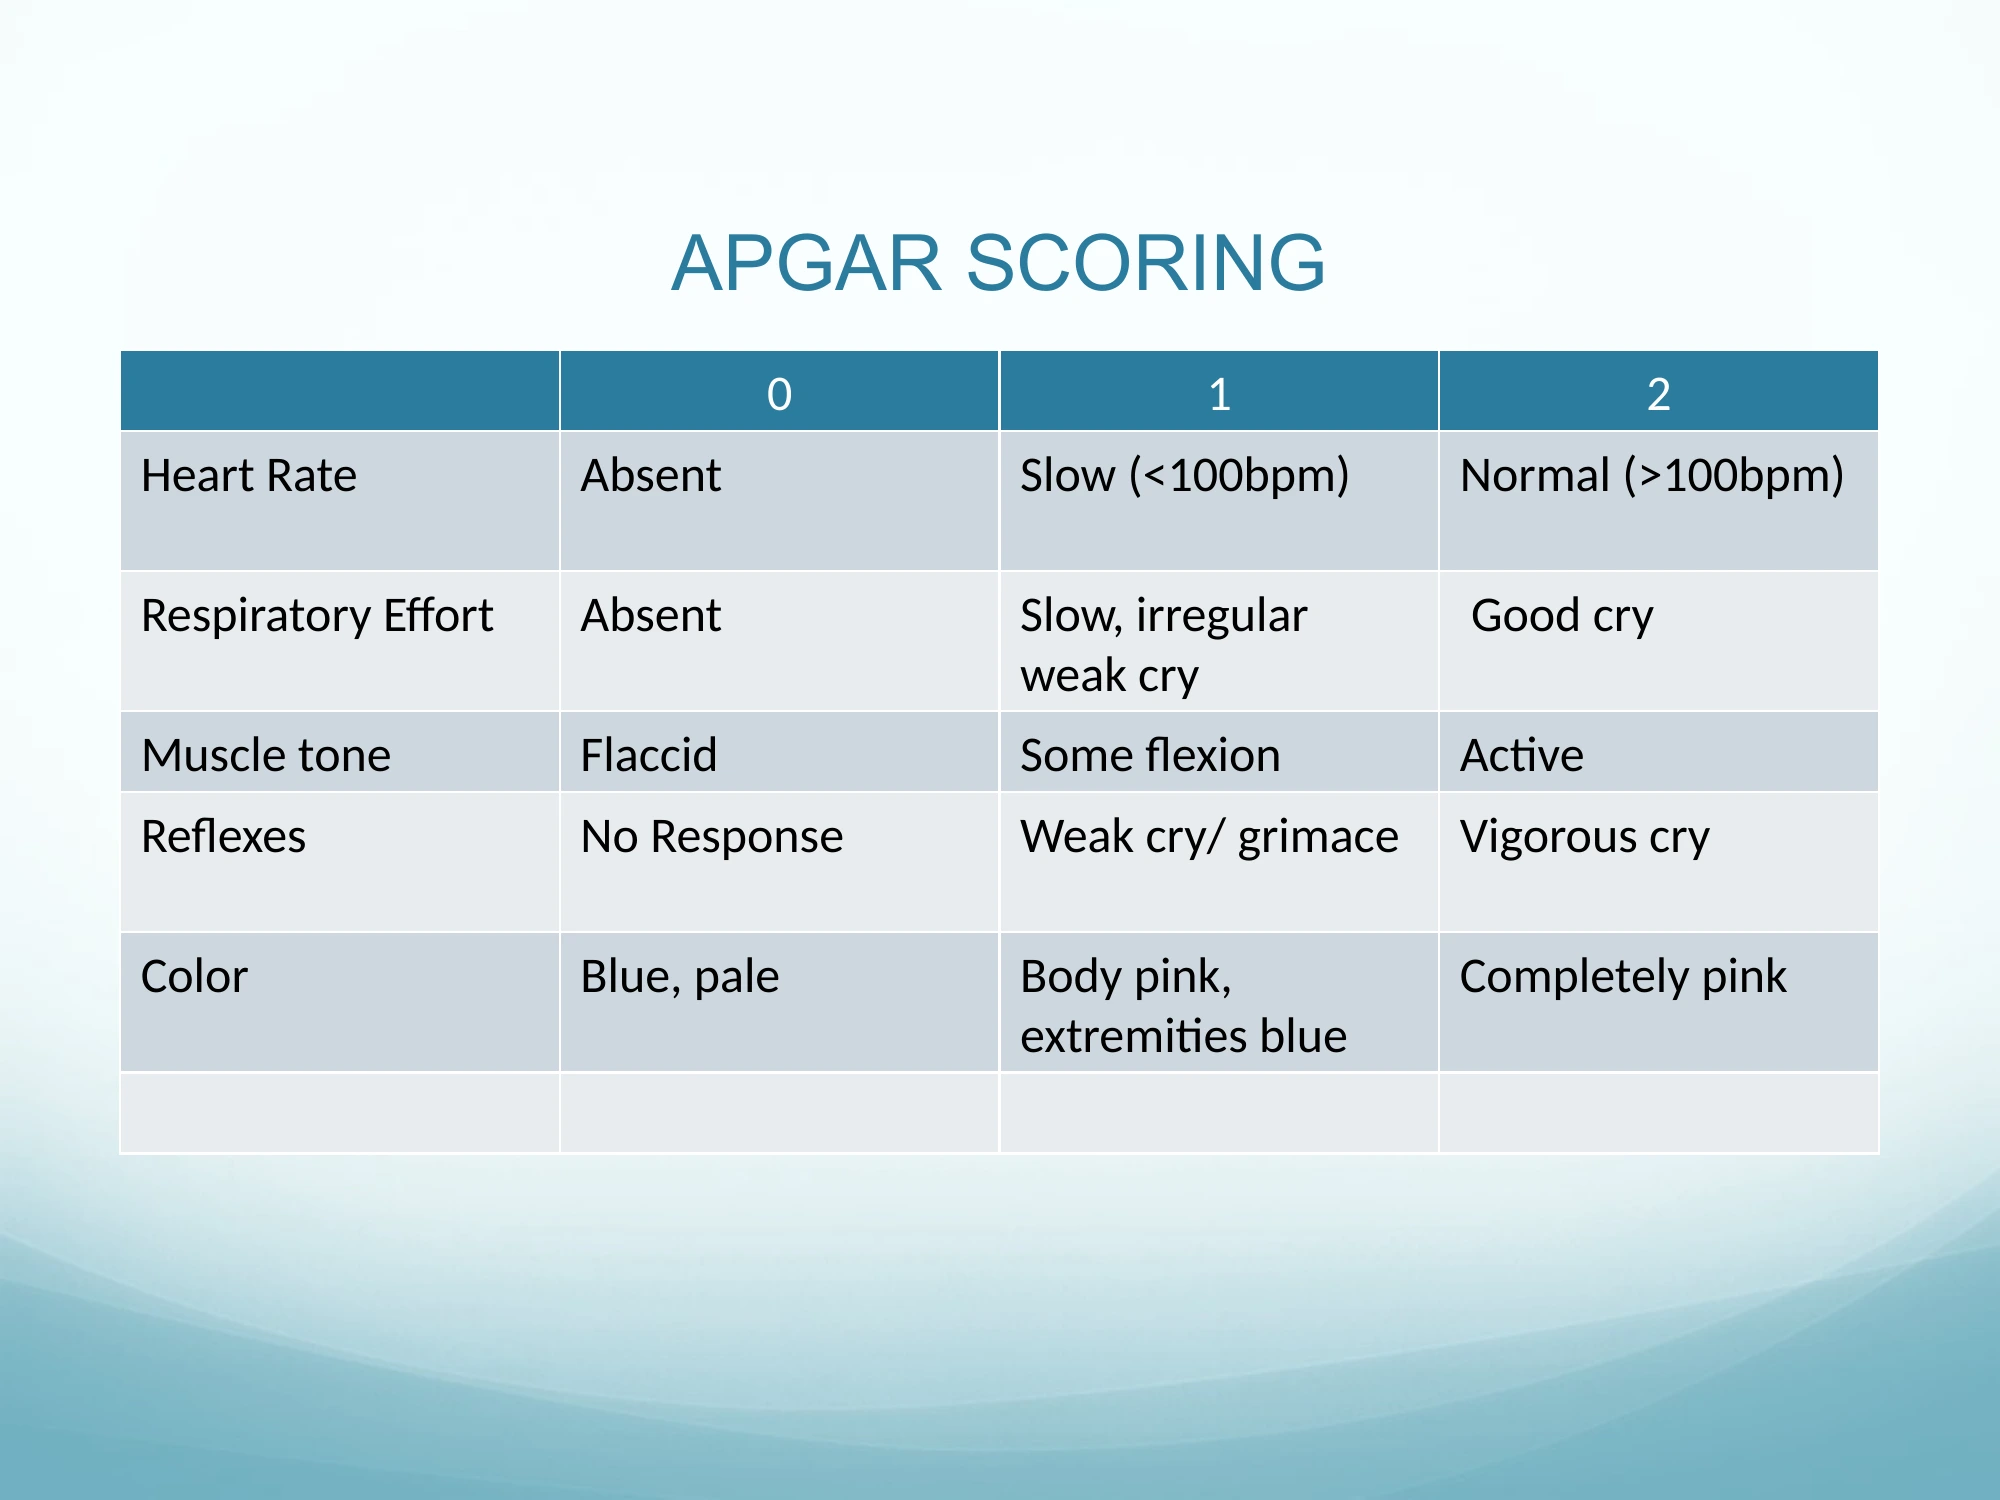 APGAR SCORING
0 1 2
Heart Rate Absent Slow (<100bpm) Normal (>100bpm)
Respiratory Effort Absent Slow, irregular Good cry
weak cry
Muscle tone Flaccid Some flexion Active
Reflexes No Response Weak cry/ grimace Vigorous cry
Color Blue, pale Body pink, Completely pink
extremities blue